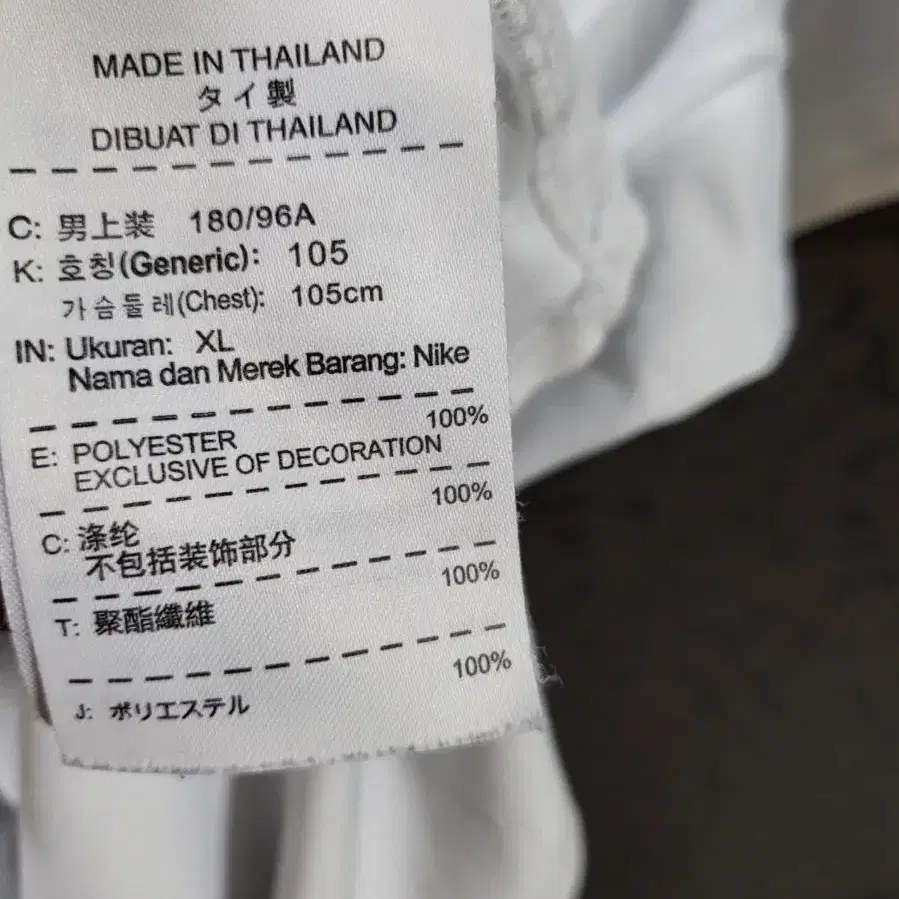 MADE IN THAILAND
タイ製
DIBUAT DI THAILAND
C: 男上装 180/96A
K: 호칭(Generic): 105
가슴둘레(Chest): 105cm
IN: Ukuran: XL
Nama dan Merek Barang: Nike
100%
E: POLYESTER
EXCLUSIVE OF DECORATION
100%
C: 涤纶
不包括装饰部分
100%
T: 聚酯纖維
100%
J: ポリエステル